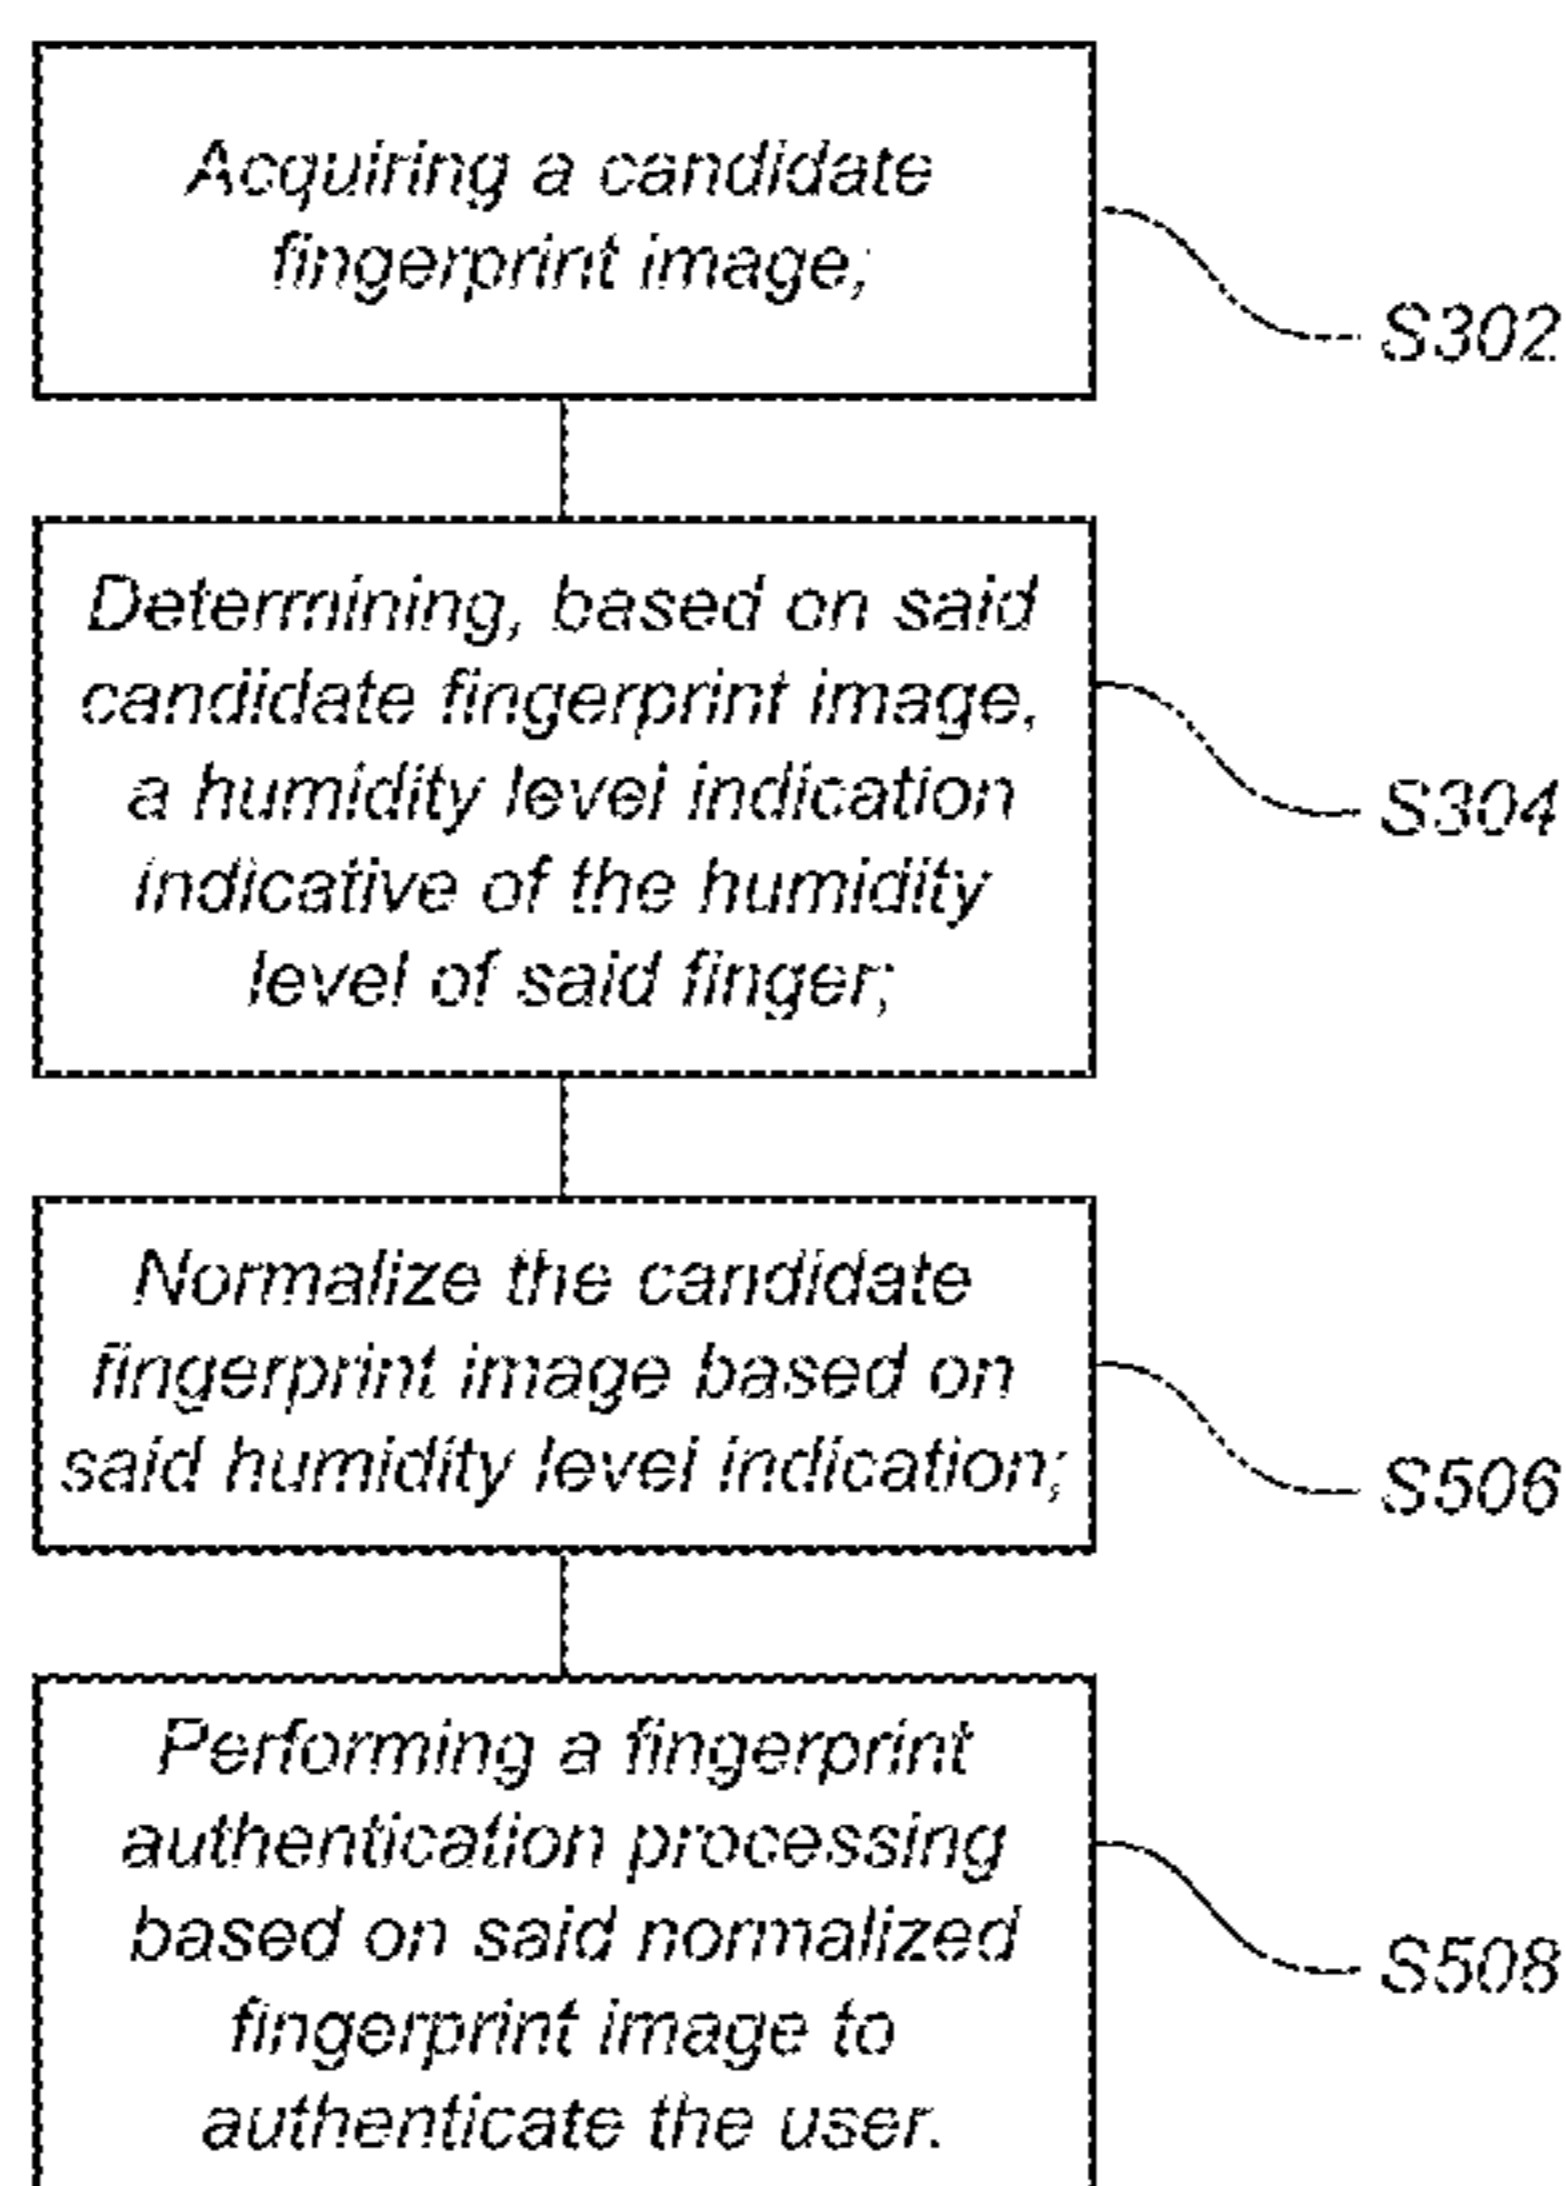 Acquiring a candidate
fingerprint image;
S302
Determining, based on said
candidate fingerprint image,
a humidity level indication
indicative of the humidity
level of said finger;
S304
Normalize the candidate
fingerprint image based on
said humidity level indication;
S506
Performing a fingerprint
authentication processing
based on said normalized
fingerprint image to
authenticate the user.
S508